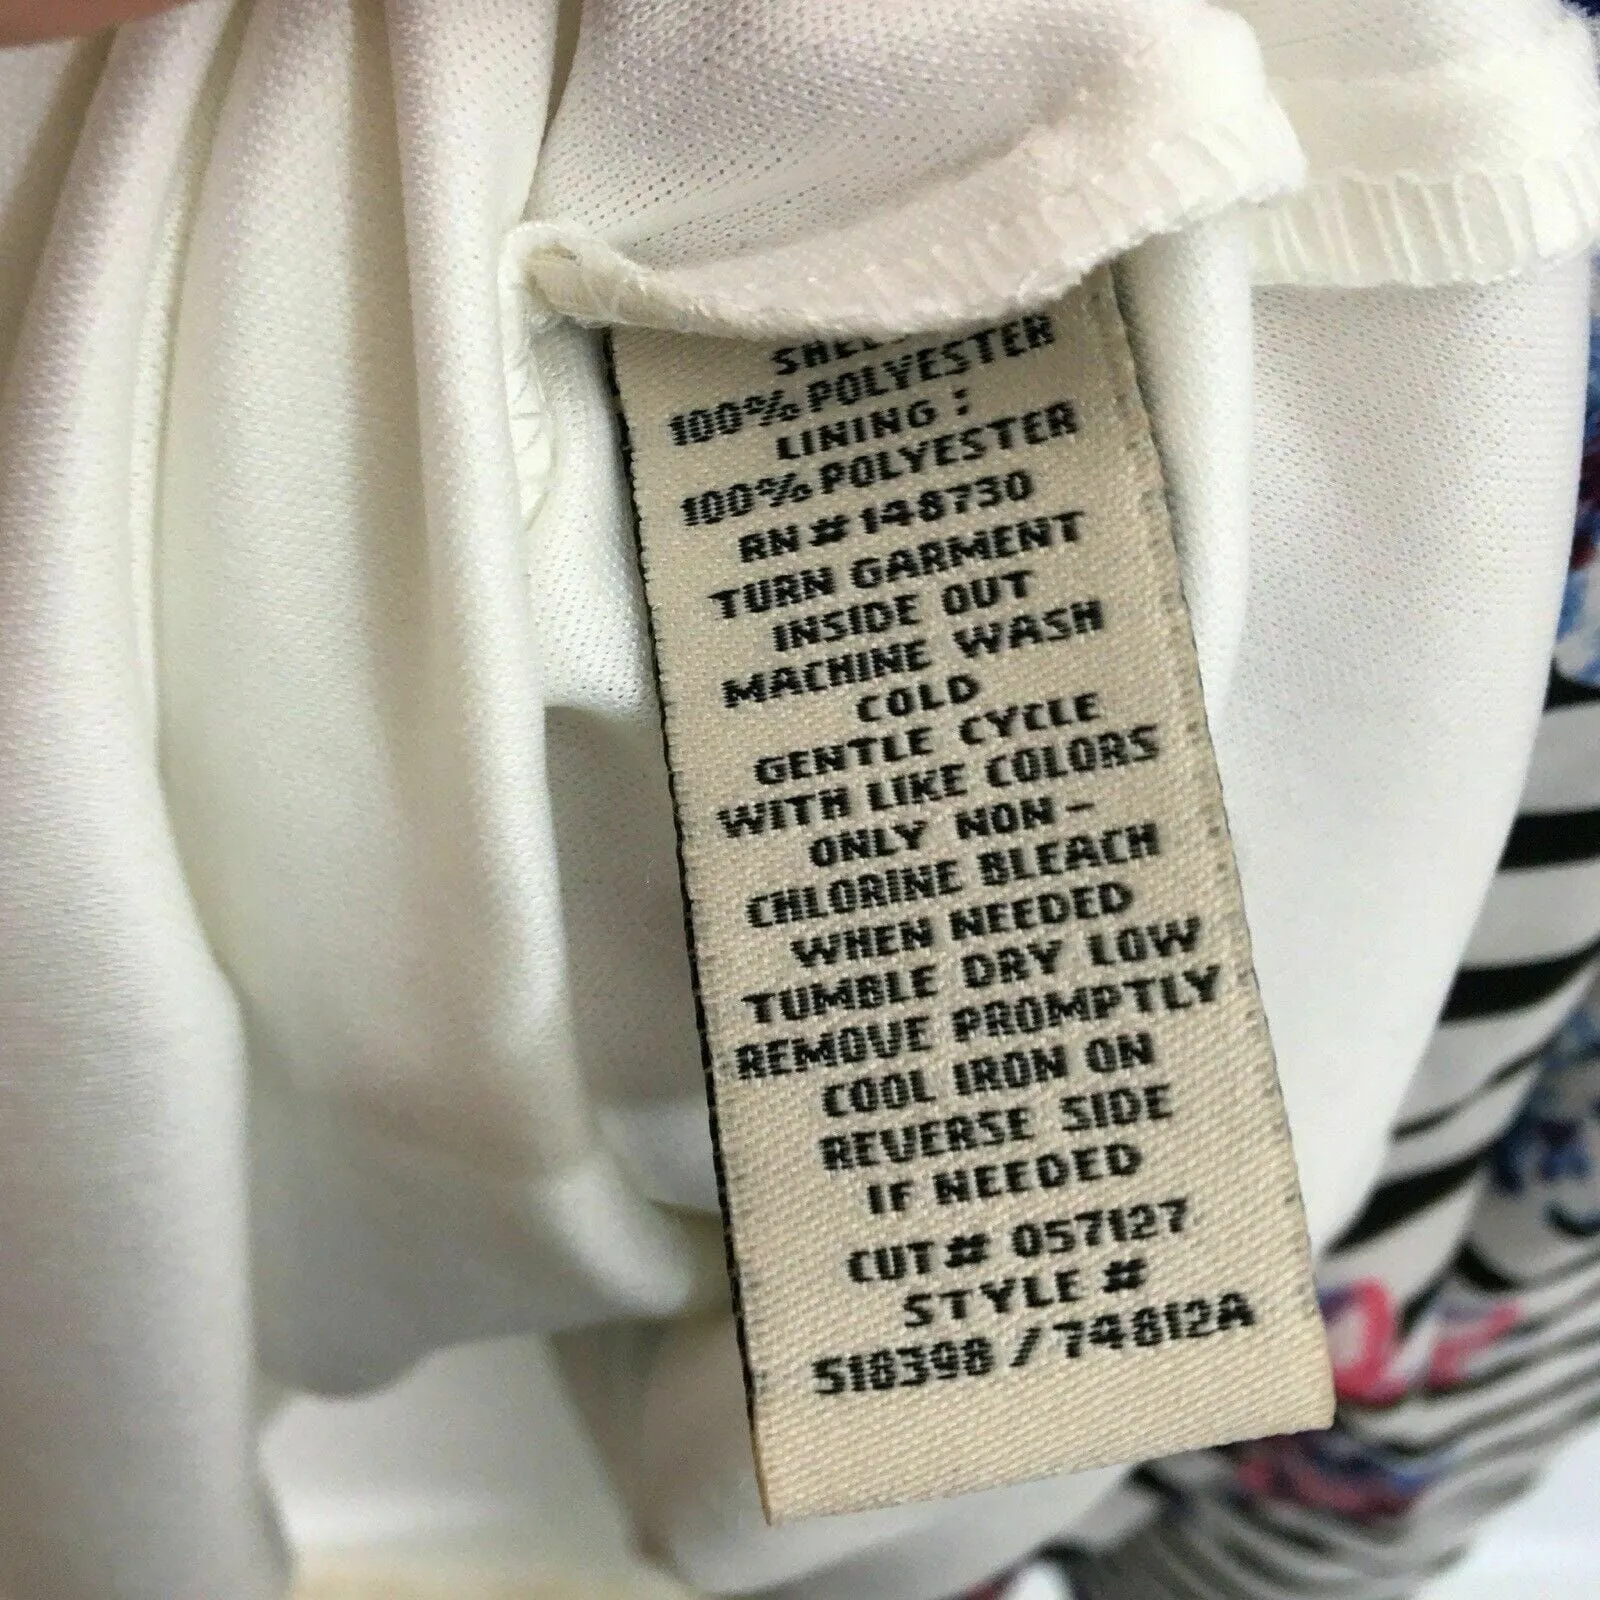 100% POLYESTER
LINING :
100% POLYESTER
RN # 148730
TURN GARMENT
INSIDE OUT
MACHINE WASH
COLD
GENTLE CYCLE
WITH LIKE COLORS
ONLY NON-
CHLORINE BLEACH
WHEN NEEDED
TUMBLE DRY LOW
REMOVE PROMPTLY
COOL IRON ON
REVERSE SIDE
IF NEEDED
CUT # 057127
STYLE #
518398 / 74812A